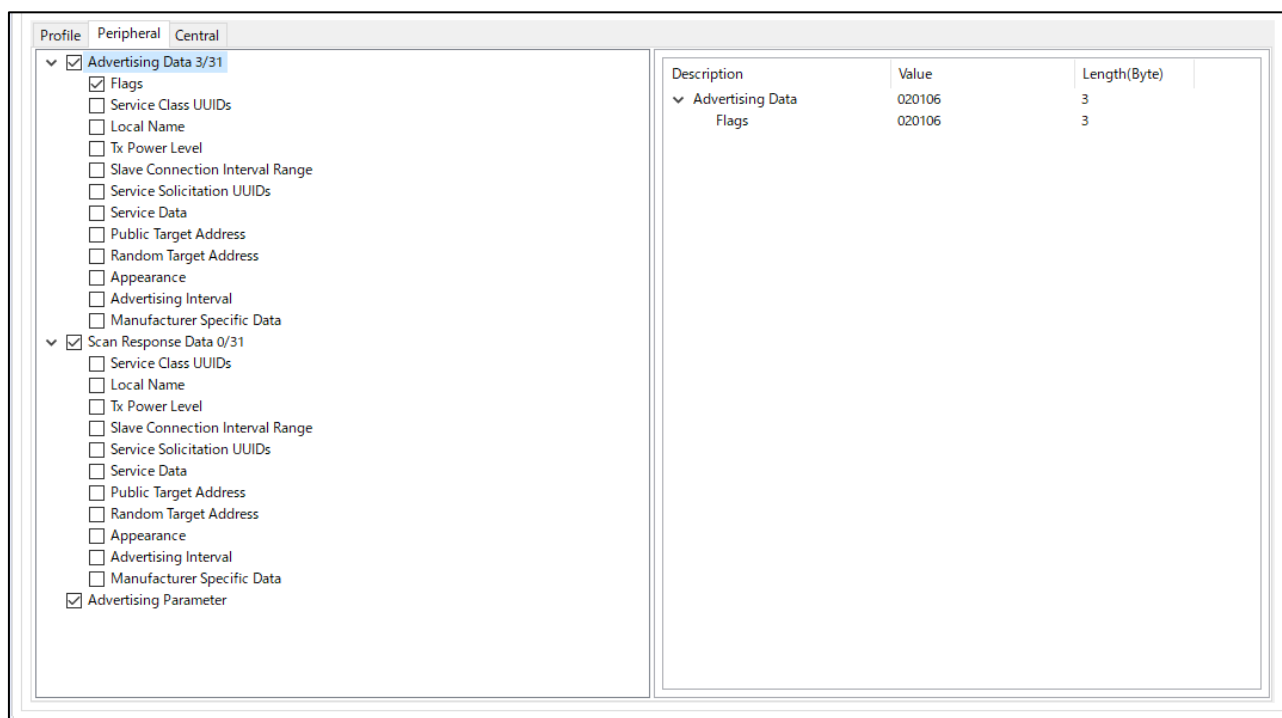 Profile Peripheral Central
Advertising Data 3/31
Flags
Service Class UUIDs
Local Name
Tx Power Level
Slave Connection Interval Range
Service Solicitation UUIDs
Service Data
Public Target Address
Random Target Address
Appearance
Advertising Interval
Manufacturer Specific Data
Scan Response Data 0/31
Service Class UUIDs
Local Name
Tx Power Level
Slave Connection Interval Range
Service Solicitation UUIDs
Service Data
Public Target Address
Random Target Address
Appearance
Advertising Interval
Manufacturer Specific Data
Advertising Parameter
Description Value Length(Byte)
Advertising Data 020106 3
Flags 020106 3